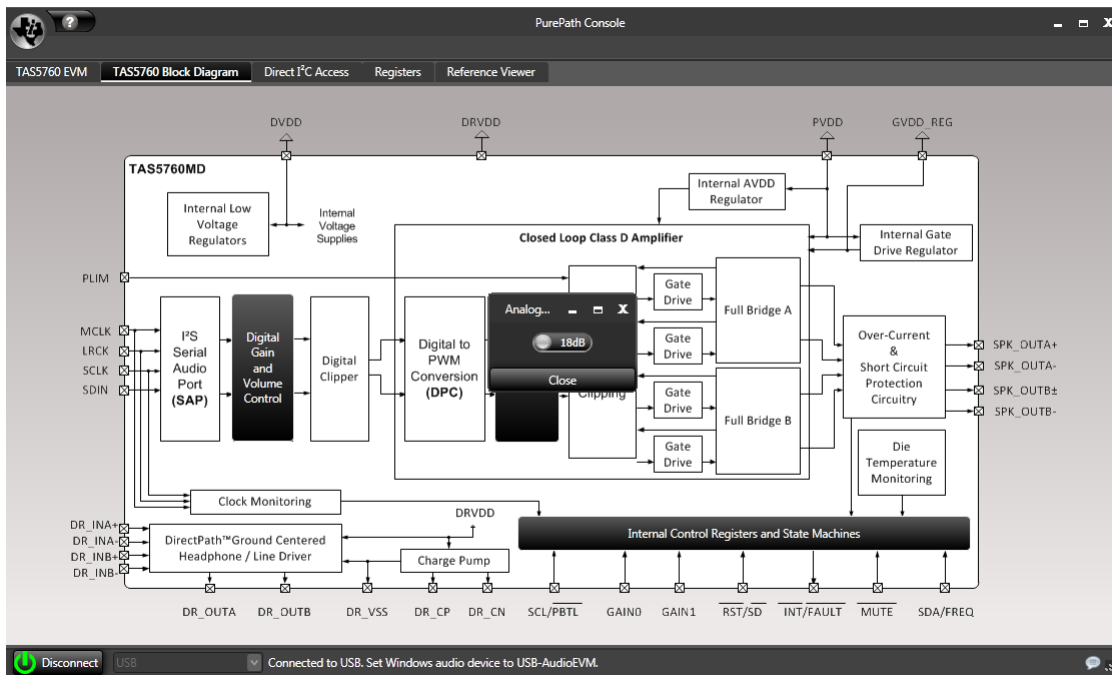 ?
PurePath Console
X
TAS5760 EVM
TAS5760 Block Diagram
Direct I²C Access
Registers
Reference Viewer
DVDD
DRVDD
PVDD
GVDD_REG
TAS5760MD
Internal Low
Voltage
Regulators
Internal
Voltage
Supplies
Internal AVDD
Regulator
Closed Loop Class D Amplifier
Internal Gate
Drive Regulator
PLIM
MCLK
LRCK
SCLK
SDIN
I²S
Serial
Audio
Port
(SAP)
Digital
Gain
and
Volume
Control
Digital
Clipper
Digital to
PWM
Conversion
(DPC)
Analog...
X
18dB
Close
Clipping
Gate
Drive
Gate
Drive
Gate
Drive
Gate
Drive
Full Bridge A
Full Bridge B
Over-Current
&
Short Circuit
Protection
Circuitry
SPK_OUTA+
SPK_OUTA-
SPK_OUTB±
SPK_OUTB-
Die
Temperature
Monitoring
Clock Monitoring
DR_INA+
DR_INA-
DR_INB+
DR_INB-
DirectPath™Ground Centered
Headphone / Line Driver
DRVDD
Charge Pump
Internal Control Registers and State Machines
DR_OUTA
DR_OUTB
DR_VSS
DR_CP
DR_CN
SCL/PBTL
GAIN0
GAIN1
RST/SD
INT/FAULT
MUTE
SDA/FREQ
Disconnect
USB
Connected to USB. Set Windows audio device to USB-AudioEVM.